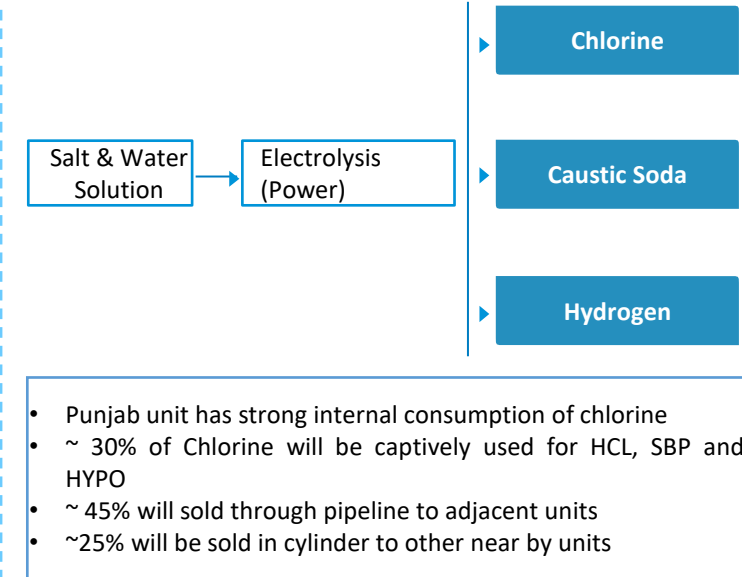 Chlorine
Salt & Water
Solution
Electrolysis
(Power)
Caustic Soda
Hydrogen
• Punjab unit has strong internal consumption of chlorine
• ~ 30% of Chlorine will be captively used for HCL, SBP and
HYPO
• ~ 45% will sold through pipeline to adjacent units
• ~25% will be sold in cylinder to other near by units